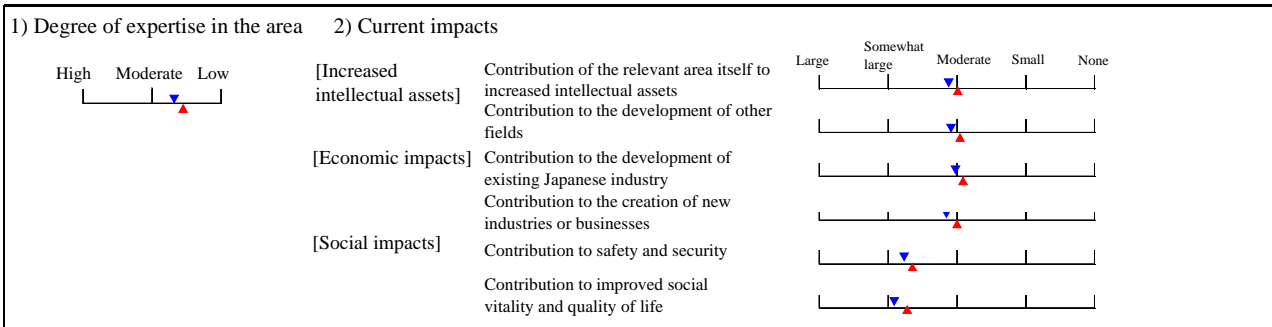 1) Degree of expertise in the area 2) Current impacts
High Moderate Low
Large Somewhat large Moderate Small None
[Increased intellectual assets]
Contribution of the relevant area itself to
increased intellectual assets
Contribution to the development of other
fields
[Economic impacts]
Contribution to the development of
existing Japanese industry
Contribution to the creation of new
industries or businesses
[Social impacts]
Contribution to safety and security
Contribution to improved social
vitality and quality of life